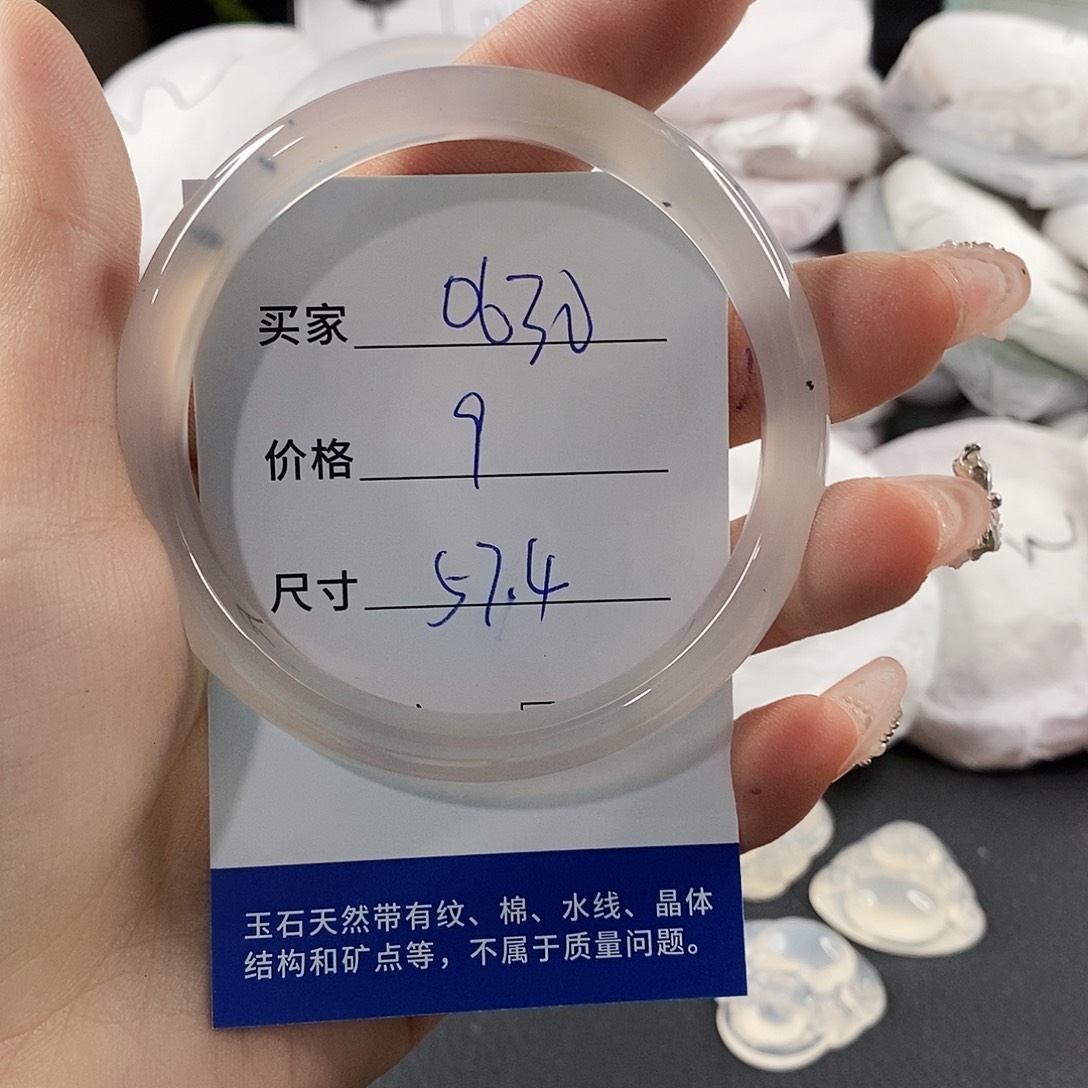 买家 0630
价格 9
尺寸 57.4
玉石天然带有纹、棉、水线、晶体
结构和矿点等，不属于质量问题。